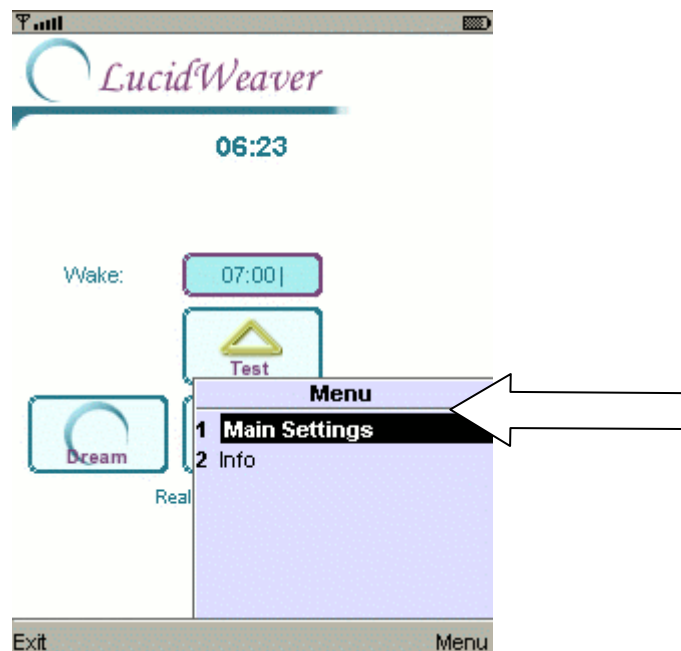 LucidWeaver
06:23
Wake: 07:00
Test
Menu
1 Main Settings
Dream
2 Info
Real
Exit Menu